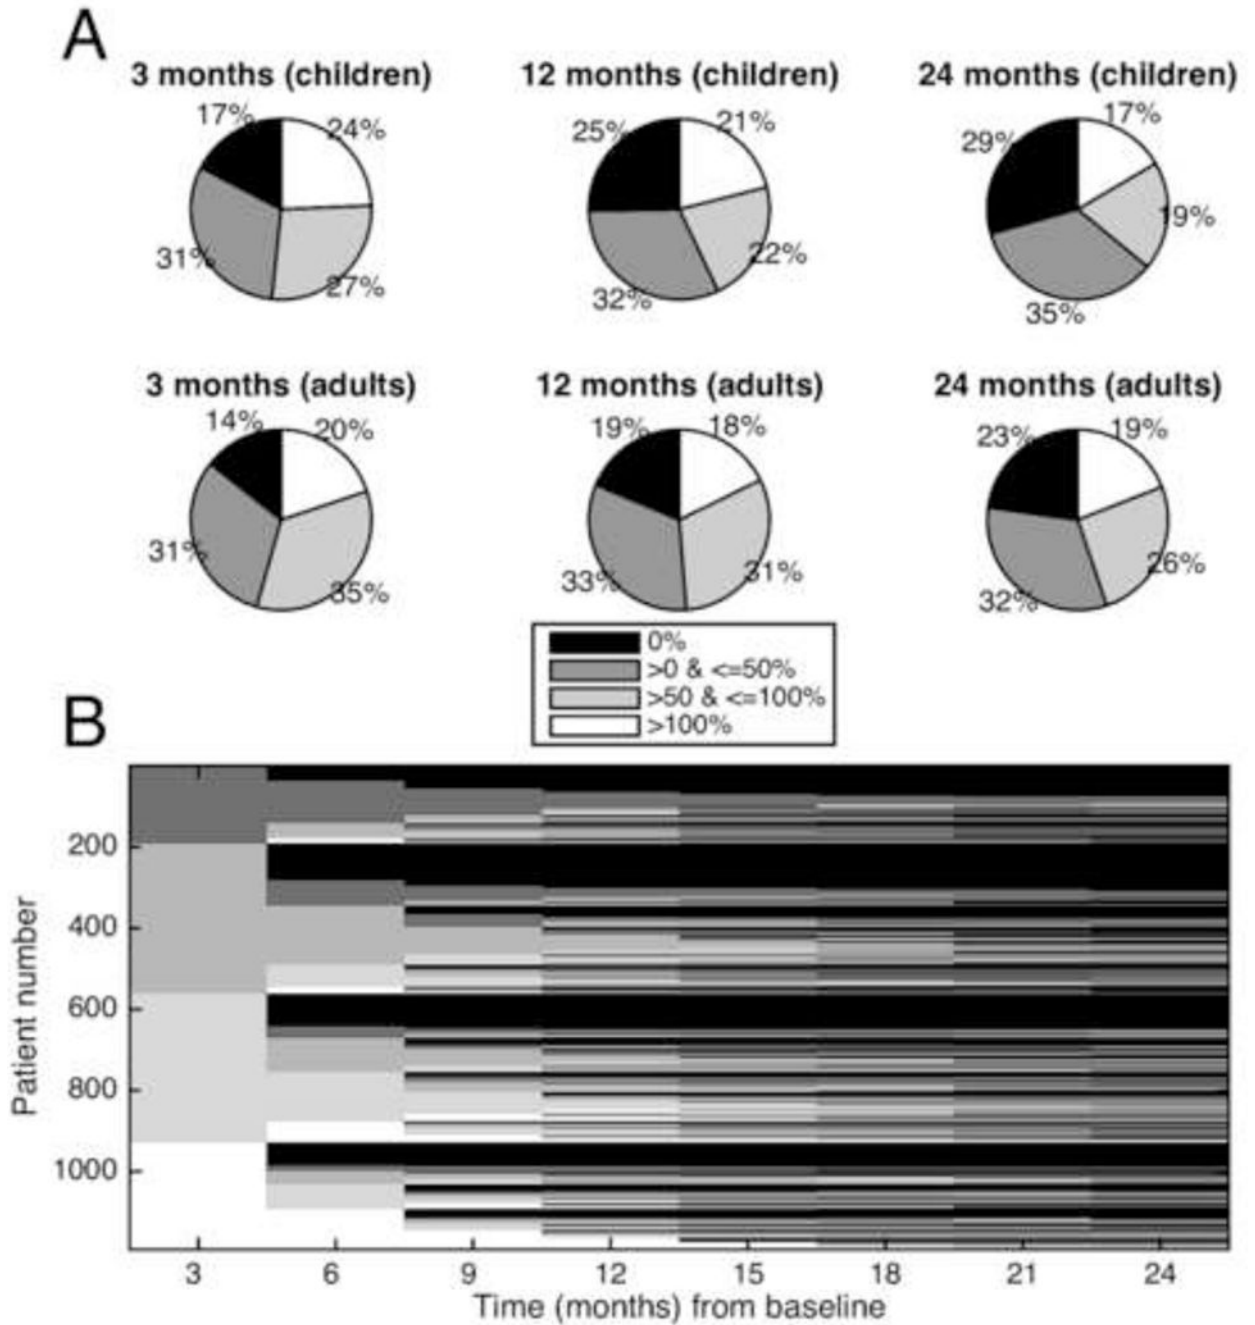 A
3 months (children)
12 months (children)
24 months (children)
17%
24%
31%
27%
25%
21%
32%
22%
29%
17%
35%
19%
3 months (adults)
12 months (adults)
24 months (adults)
14%
20%
31%
35%
19%
18%
33%
31%
23%
19%
32%
26%
0%
>0 & <=50%
>50 & <=100%
>100%
B
Patient number
200
400
600
800
1000
3 6 9 12 15 18 21 24
Time (months) from baseline